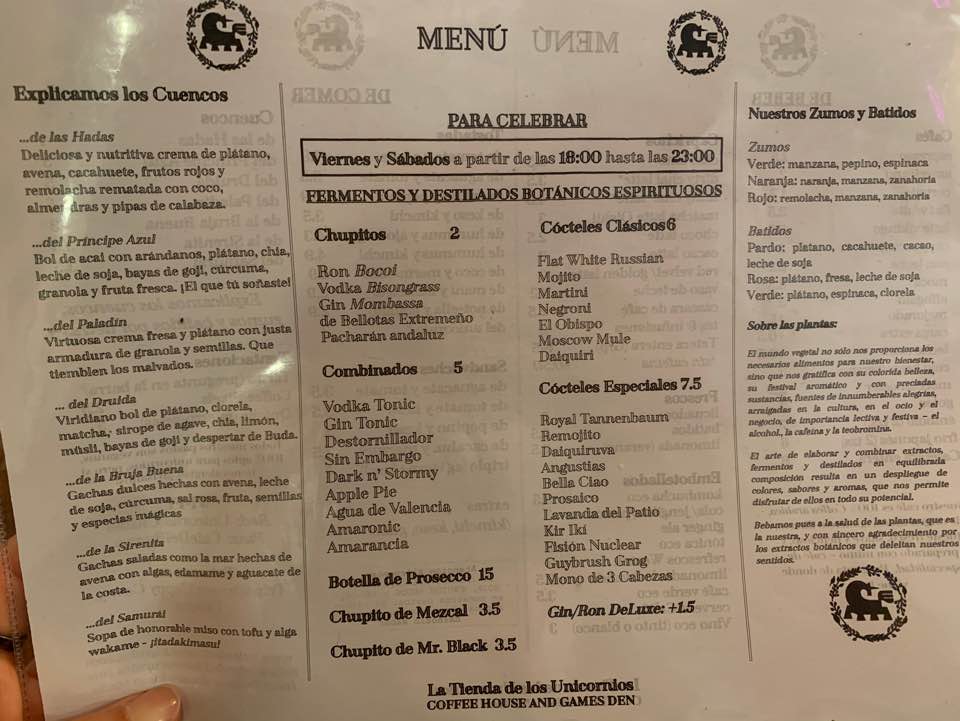 MENÚ
Explicamos los Cuencos
...de las Hadas
Deliciosa y nutritiva crema de plátano,
avena, cacahuete, frutos rojos y
remolacha rematada con coco,
almendras y pipas de calabaza.
...del Príncipe Azul
Bol de acai con arándanos, plátano, chia,
leche de soja, bayas de goji, cúrcuma,
granola y fruta fresca. ¡El que tú soñaste!
...del Paladín
Virtuosa crema fresa y plátano con justa
armadura de granola y semillas. Que
tiemblen los malvados.
... del Druida
Viridiano bol de plátano, clorela,
matcha, sirope de agave, chia, limón,
músli, bayas de goji y despertar de Buda.
...de la Bruja Buena
Gachas dulces hechas con avena, leche
de soja, cúrcuma, sal rosa, fruta, semillas
y especias mágicas
...de la Sirenita
Gachas saladas como la mar hechas de
avena con algas, edamame y aguacate de
la costa.
...del Samurai
Sopa de honorable miso con tofu y alga
wakame - ¡itadakimasu!
PARA CELEBRAR
Viernes y Sábados a partir de las 18:00 hasta las 23:00
FERMENTOS Y DESTILADOS BOTÁNICOS ESPIRITUOSOS
Chupitos 2
Ron Bocoi
Vodka Bisongrass
Gin Mombassa
de Bellotas Extremeño
Pacharán andaluz
Combinados 5
Vodka Tonic
Gin Tonic
Destornillador
Sin Embargo
Dark n' Stormy
Apple Pie
Agua de Valencia
Amaronic
Amarancia
Botella de Prosecco 15
Chupito de Mezcal 3.5
Chupito de Mr. Black 3.5
Cócteles Clásicos 6
Flat White Russian
Mojito
Martini
Negroni
El Obispo
Moscow Mule
Daiquiri
Cócteles Especiales 7.5
Royal Tannenbaum
Remojito
Daiquiruva
Angustias
Bella Ciao
Prosaico
Lavanda del Patio
Kir Ikí
Fisión Nuclear
Guybrush Grog
Mono de 3 Cabezas
Gin/Ron DeLuxe: +1.5
Nuestros Zumos y Batidos
Zumos
Verde: manzana, pepino, espinaca
Naranja: naranja, manzana, zanahoria
Rojo: remolacha, manzana, zanahoria
Batidos
Pardo: platano, cacahuete, cacao,
leche de soja
Rosa: plátano, fresa, leche de soja
Verde: plátano, espinaca, clorela
Sobre las plantas:
El mundo vegetal no sólo nos proporciona los
necesarios alimentos para nuestro bienestar,
sino que nos gratifica con su colorida belleza,
su festival aromático y con preciadas
sustancias, fuentes de innumerables alegrías,
arraigadas en la cultura, en el ocio y el
negocio, de importancia lectiva y festiva - el
alcohol, la cafeína y la teobromina.
El arte de elaborar y combinar extractos,
fermentos y destilados en equilibrada
composición resulta en un despliegue de
colores, sabores y aromas, que nos permite
disfrutar de ellos en todo su potencial.
Bebamos pues a la salud de las plantas, que es
la nuestra, y con sincero agradecimiento por
los extractos botánicos que deleitan nuestros
sentidos.
La Tienda de los Unicornios
COFFEE HOUSE AND GAMES DEN